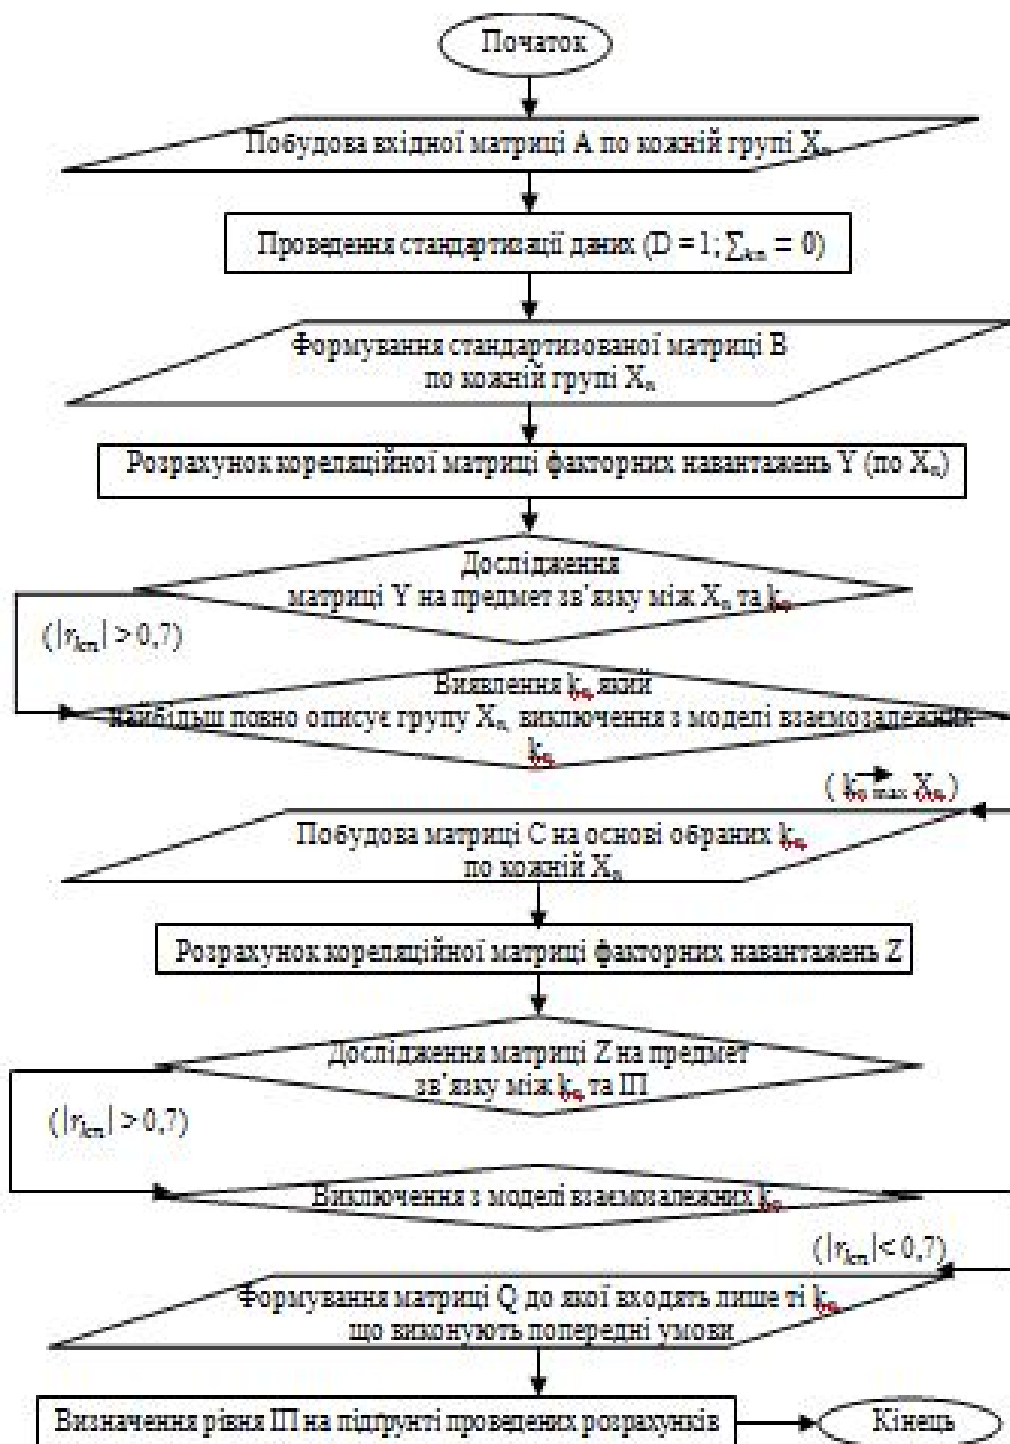 Початок
Побудова вхідної матриці А по кожній групі Xₙ
Проведення стандартизації даних (D = 1; ∑ₖₙ = 0)
Формування стандартизованої матриці В
по кожній групі Xₙ
Розрахунок кореляційної матриці факторних навантажень Y (по Xₙ)
Дослідження
матриці Y на предмет зв’язку між Xₙ та kₙ
(|rₖₙ| > 0,7)
Виявлення kₙ який
найбільш повно описує групу Xₙ, виключення з моделі взаємозалежних
kₙ
( kₙ max Xₙ )
Побудова матриці С на основі обраних kₙ
по кожній Xₙ
Розрахунок кореляційної матриці факторних навантажень Z
Дослідження матриці Z на предмет
зв’язку між kₙ та ІП
(|rₖₙ| > 0,7)
Виключення з моделі взаємозалежних kₙ
(|rₖₙ| < 0,7)
Формування матриці Q до якої входять лише ті kₙ
що виконують попередні умови
Визначення рівня ІП на підґрунті проведених розрахунків
Кінець